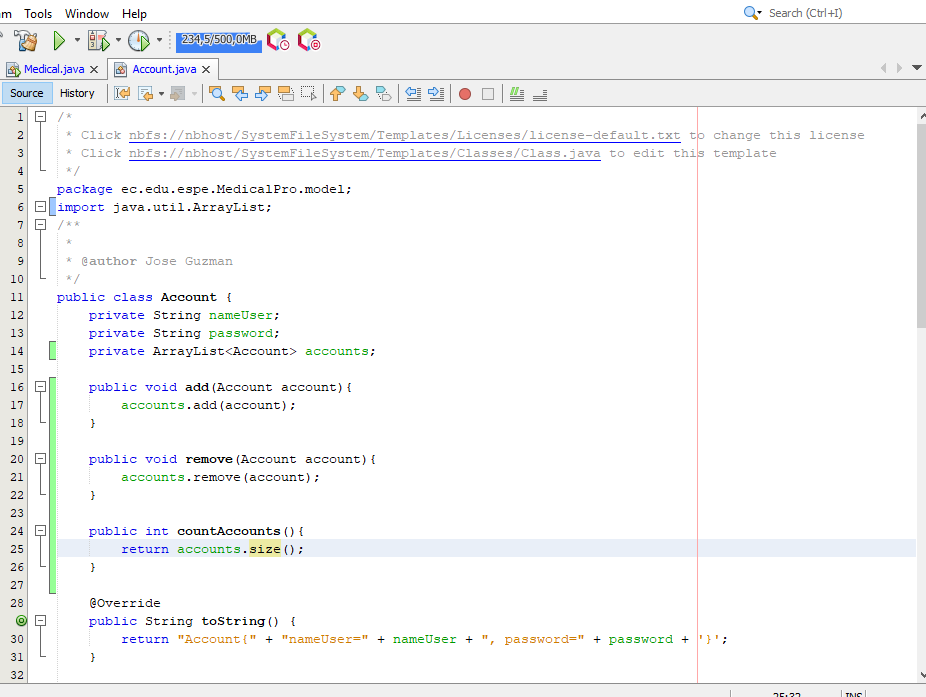 m Tools Window Help
Search (Ctrl+I)
234,5/500,0MB
Medical.java
Account.java
Source History
1 /*
2 * Click nbfs://nbhost/SystemFileSystem/Templates/Licenses/license-default.txt to change this license
3 * Click nbfs://nbhost/SystemFileSystem/Templates/Classes/Class.java to edit this template
4 */
5 package ec.edu.espe.MedicalPro.model;
6 import java.util.ArrayList;
7 /**
8 *
9 * @author Jose Guzman
10 */
11 public class Account {
12 private String nameUser;
13 private String password;
14 private ArrayList<Account> accounts;
15
16 public void add(Account account){
17 accounts.add(account);
18 }
19
20 public void remove(Account account){
21 accounts.remove(account);
22 }
23
24 public int countAccounts(){
25 return accounts.size();
26 }
27
28 @Override
public String toString() {
30 return "Account{" + "nameUser=" + nameUser + ", password=" + password + '}';
31 }
32
25:32 INS